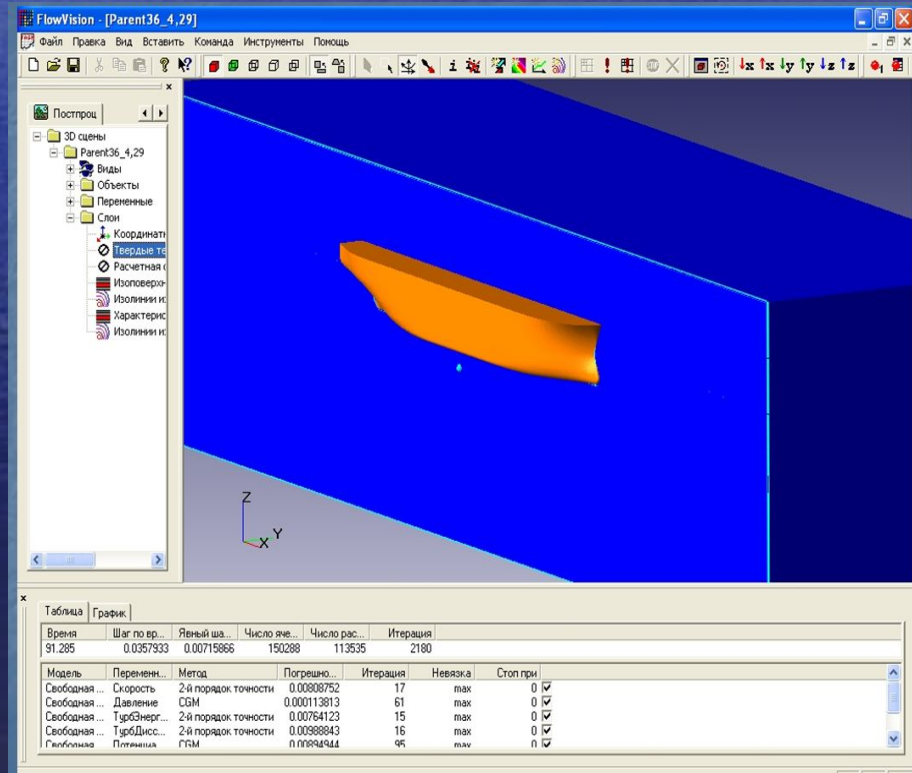 FlowVision - [Parent36_4,29]
Файл Правка Вид Вставить Команда Инструменты Помощь
Постпроц
3D сцены
Parent36_4,29
Виды
Объекты
Переменные
Слои
Координатн
Твердые те
Расчетная о
Изоповерхн
Изолинии из
Характерис
Изолинии из
Z
Y
X
Таблица График
Время Шаг по вр... Явный ша... Число яче... Число рас... Итерация
91.285 0.0357933 0.00715866 150288 113535 2180
Модель Переменн... Метод Погрешно... Итерация Невязка Стоп при
Свободная ... Скорость 2-й порядок точности 0.00808752 17 max 0
Свободная ... Давление CGM 0.000113813 61 max 0
Свободная ... ТурбЭнерг... 2-й порядок точности 0.00764123 15 max 0
Свободная ... ТурбДисс... 2-й порядок точности 0.00988843 16 max 0
Свободная Потенциа CGM 0.00894944 95 max 0